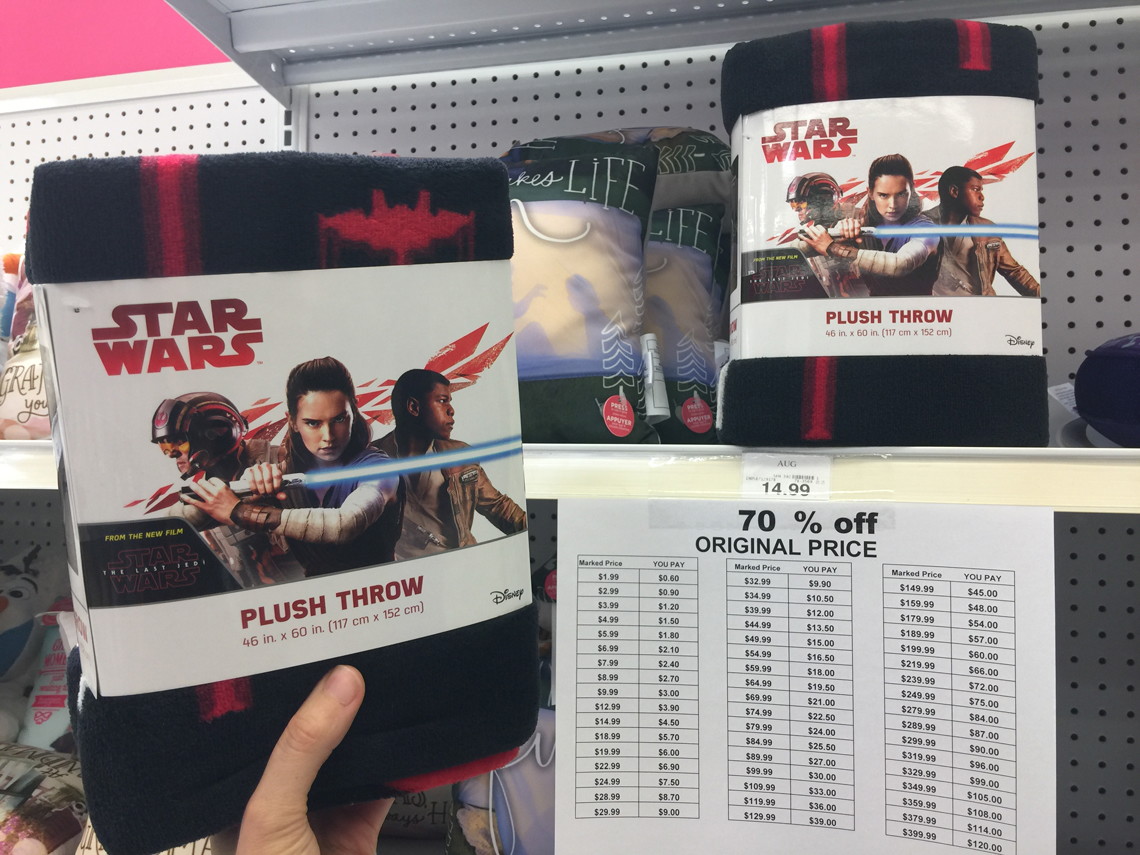 STAR
WARS
FROM THE NEW FILM
STAR
THE LAST JEDI
WARS
PLUSH THROW
46 in. x 60 in. (117 cm x 152 cm)
Disney
LIFE
LIFE
PRESS
APPUYER
PRESS
APPUYER
STAR
WARS
FROM THE NEW FILM
STAR
THE LAST JEDI
WARS
PLUSH THROW
46 in. x 60 in. (117 cm x 152 cm)
Disney
AUG
14.99
70 % off
ORIGINAL PRICE
Marked Price YOU PAY
$1.99 $0.60
$2.99 $0.90
$3.99 $1.20
$4.99 $1.50
$5.99 $1.80
$6.99 $2.10
$7.99 $2.40
$8.99 $2.70
$9.99 $3.00
$12.99 $3.90
$14.99 $4.50
$18.99 $5.70
$19.99 $6.00
$22.99 $6.90
$24.99 $7.50
$28.99 $8.70
$29.99 $9.00
Marked Price YOU PAY
$32.99 $9.90
$34.99 $10.50
$39.99 $12.00
$44.99 $13.50
$49.99 $15.00
$54.99 $16.50
$59.99 $18.00
$64.99 $19.50
$69.99 $21.00
$74.99 $22.50
$79.99 $24.00
$84.99 $25.50
$89.99 $27.00
$99.99 $30.00
$109.99 $33.00
$119.99 $36.00
$129.99 $39.00
Marked Price YOU PAY
$149.99 $45.00
$159.99 $48.00
$179.99 $54.00
$189.99 $57.00
$199.99 $60.00
$219.99 $66.00
$239.99 $72.00
$249.99 $75.00
$279.99 $84.00
$289.99 $87.00
$299.99 $90.00
$319.99 $96.00
$329.99 $99.00
$349.99 $105.00
$359.99 $108.00
$379.99 $114.00
$399.99 $120.00